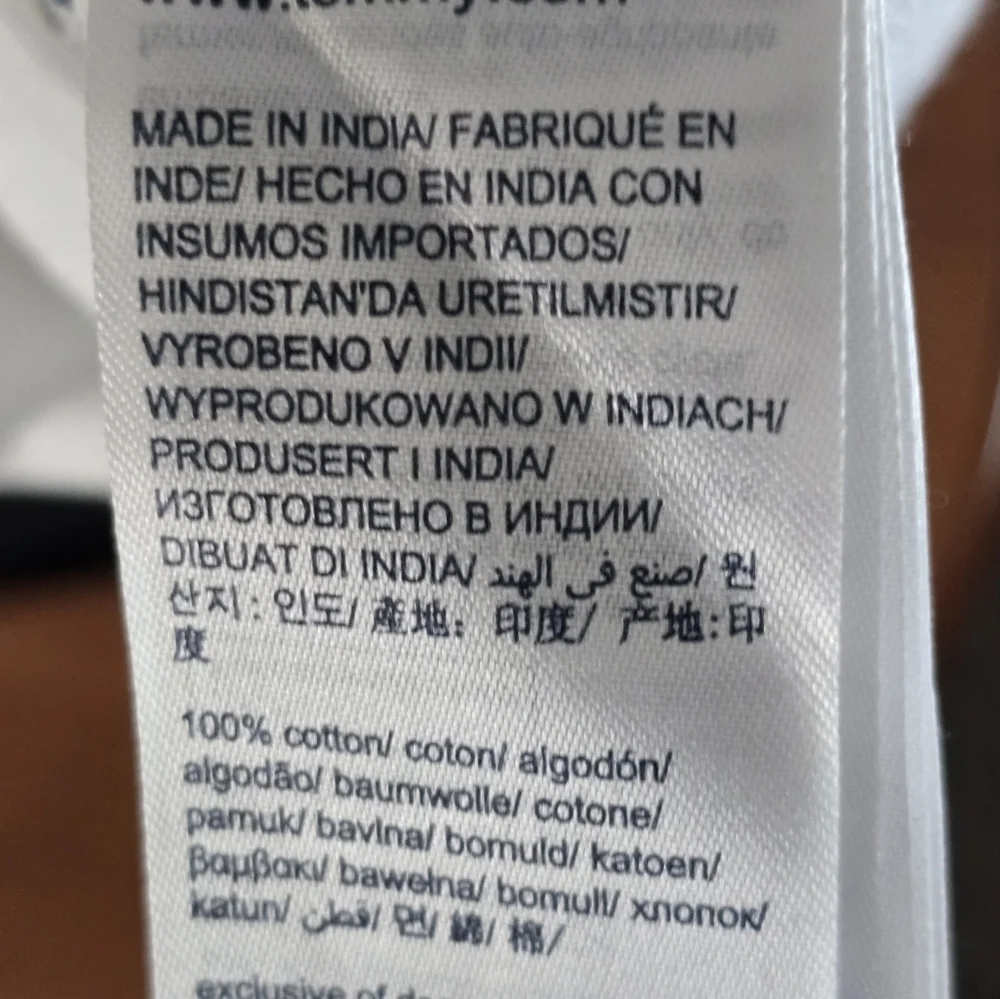 MADE IN INDIA/ FABRIQUÉ EN
INDE/ HECHO EN INDIA CON
INSUMOS IMPORTADOS/
HINDISTAN'DA URETILMISTIR/
VYROBENO V INDII/
WYPRODUKOWANO W INDIACH/
PRODUSERT I INDIA/
ИЗГОТОВЛЕНО В ИНДИИ/
DIBUAT DI INDIA/ صنع في الهند/ 원
산지: 인도/ 產地: 印度/ 产地:印
度
100% cotton/ coton/ algodón/
algodão/ baumwolle/ cotone/
pamuk/ bavlna/ bomuld/ katoen/
βαμβακι/ bawełna/ bomull/ хлопок/
katun/ قطن/ 면/ 綿/ 棉/
exclusive of